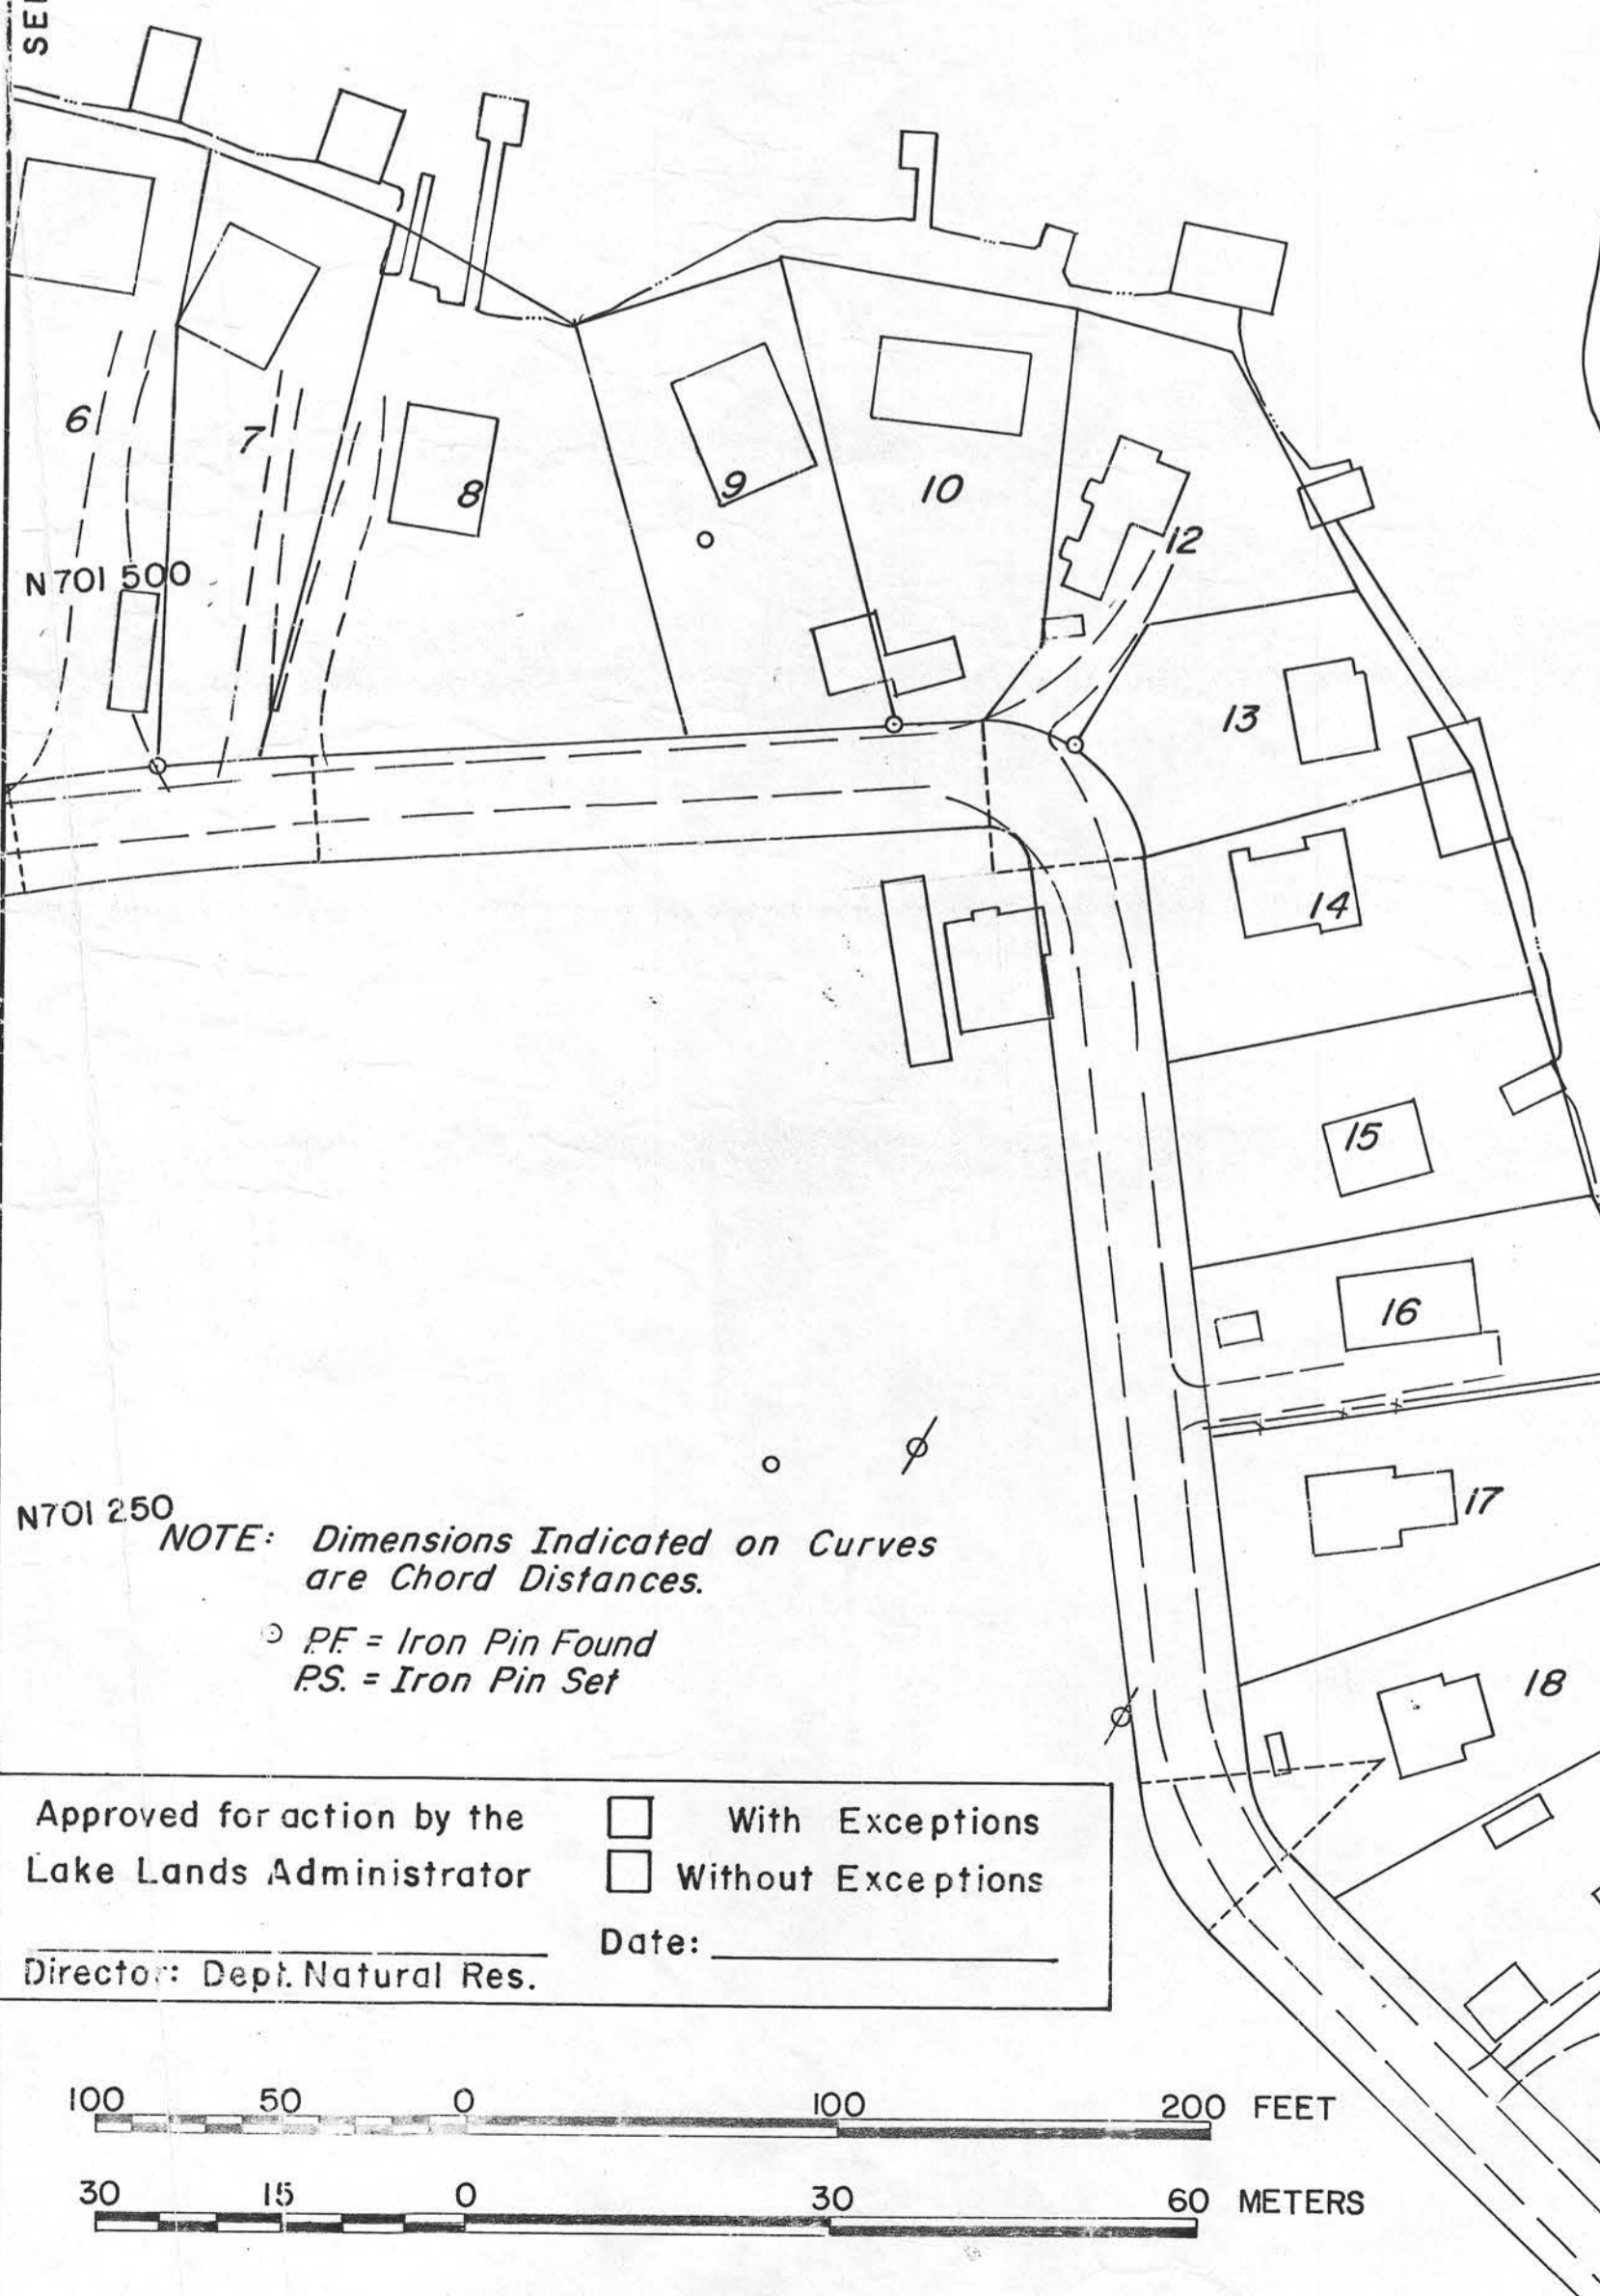 6
7
8
9
10
12
N 701 500
13
14
15
16
17
N701 250
NOTE: Dimensions Indicated on Curves
are Chord Distances.
P.F. = Iron Pin Found
P.S. = Iron Pin Set
18
Approved for action by the
Lake Lands Administrator
With Exceptions
Without Exceptions
Date:
Director: Dept. Natural Res.
100 50 0 100 200 FEET
30 15 0 30 60 METERS